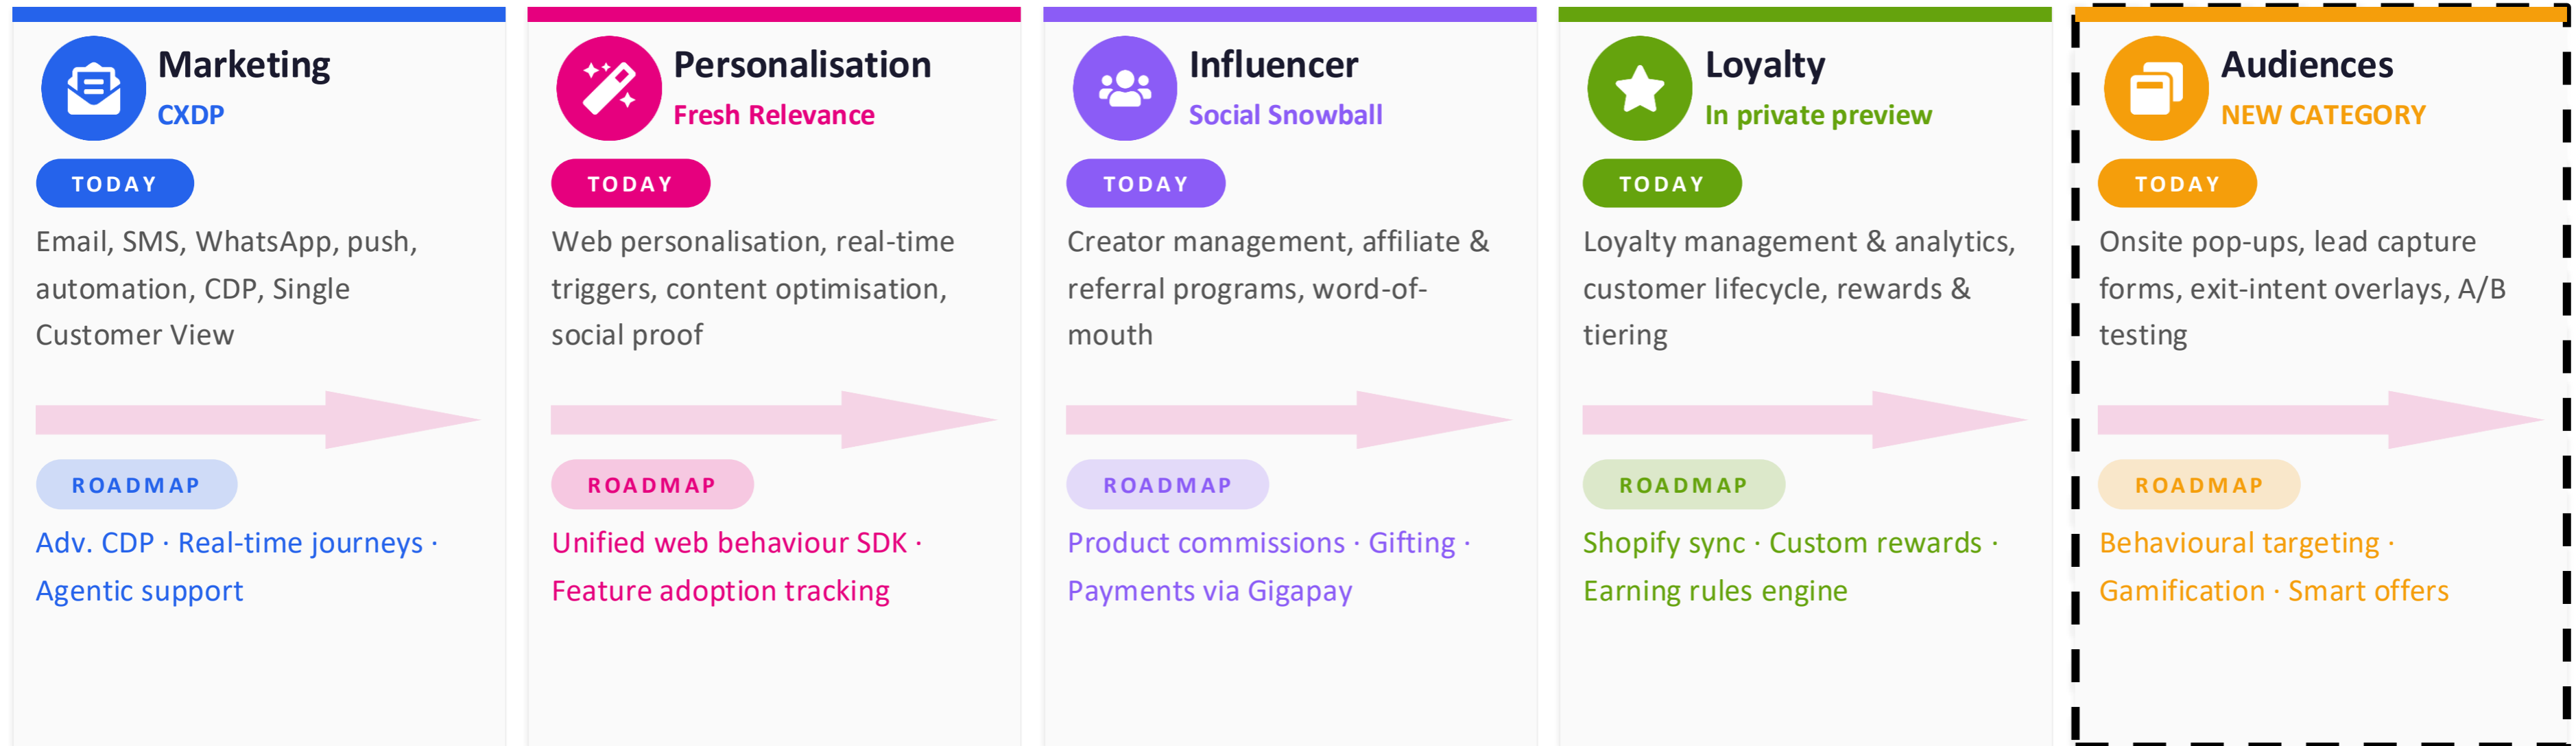 Marketing
CXDP
TODAY
Email, SMS, WhatsApp, push,
automation, CDP, Single
Customer View
ROADMAP
Adv. CDP · Real-time journeys ·
Agentic support
Personalisation
Fresh Relevance
TODAY
Web personalisation, real-time
triggers, content optimisation,
social proof
ROADMAP
Unified web behaviour SDK ·
Feature adoption tracking
Influencer
Social Snowball
TODAY
Creator management, affiliate &
referral programs, word-of-
mouth
ROADMAP
Product commissions · Gifting ·
Payments via Gigapay
Loyalty
In private preview
TODAY
Loyalty management & analytics,
customer lifecycle, rewards &
tiering
ROADMAP
Shopify sync · Custom rewards ·
Earning rules engine
Audiences
NEW CATEGORY
TODAY
Onsite pop-ups, lead capture
forms, exit-intent overlays, A/B
testing
ROADMAP
Behavioural targeting ·
Gamification · Smart offers